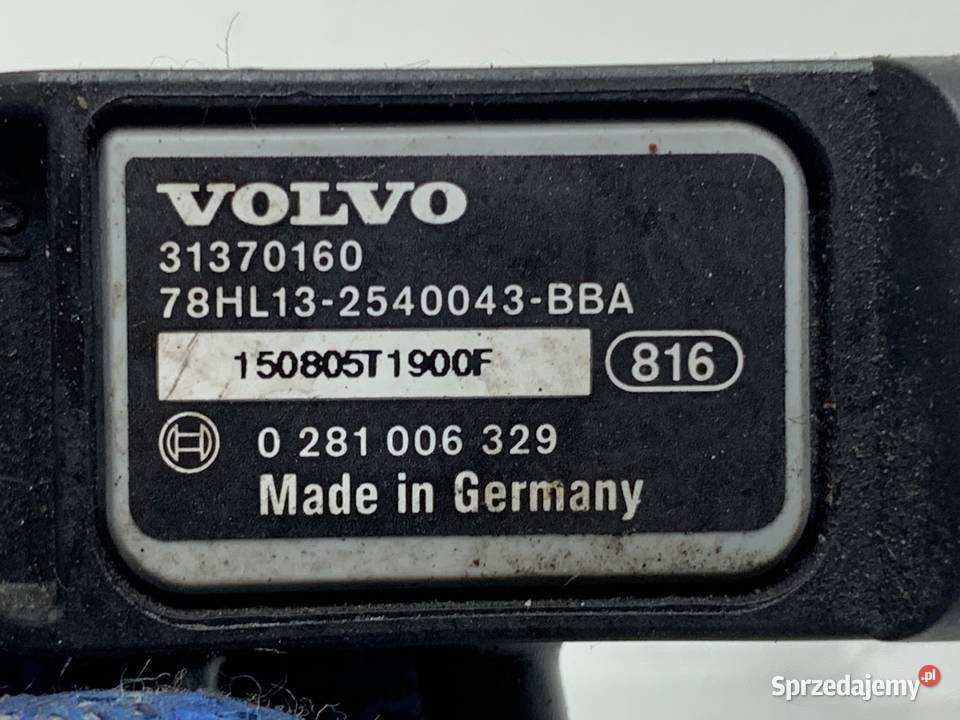 VOLVO
31370160
78HL13-2540043-BBA
150805T1900F 816
0 281 006 329
Made in Germany
Sprzedajemy.pl